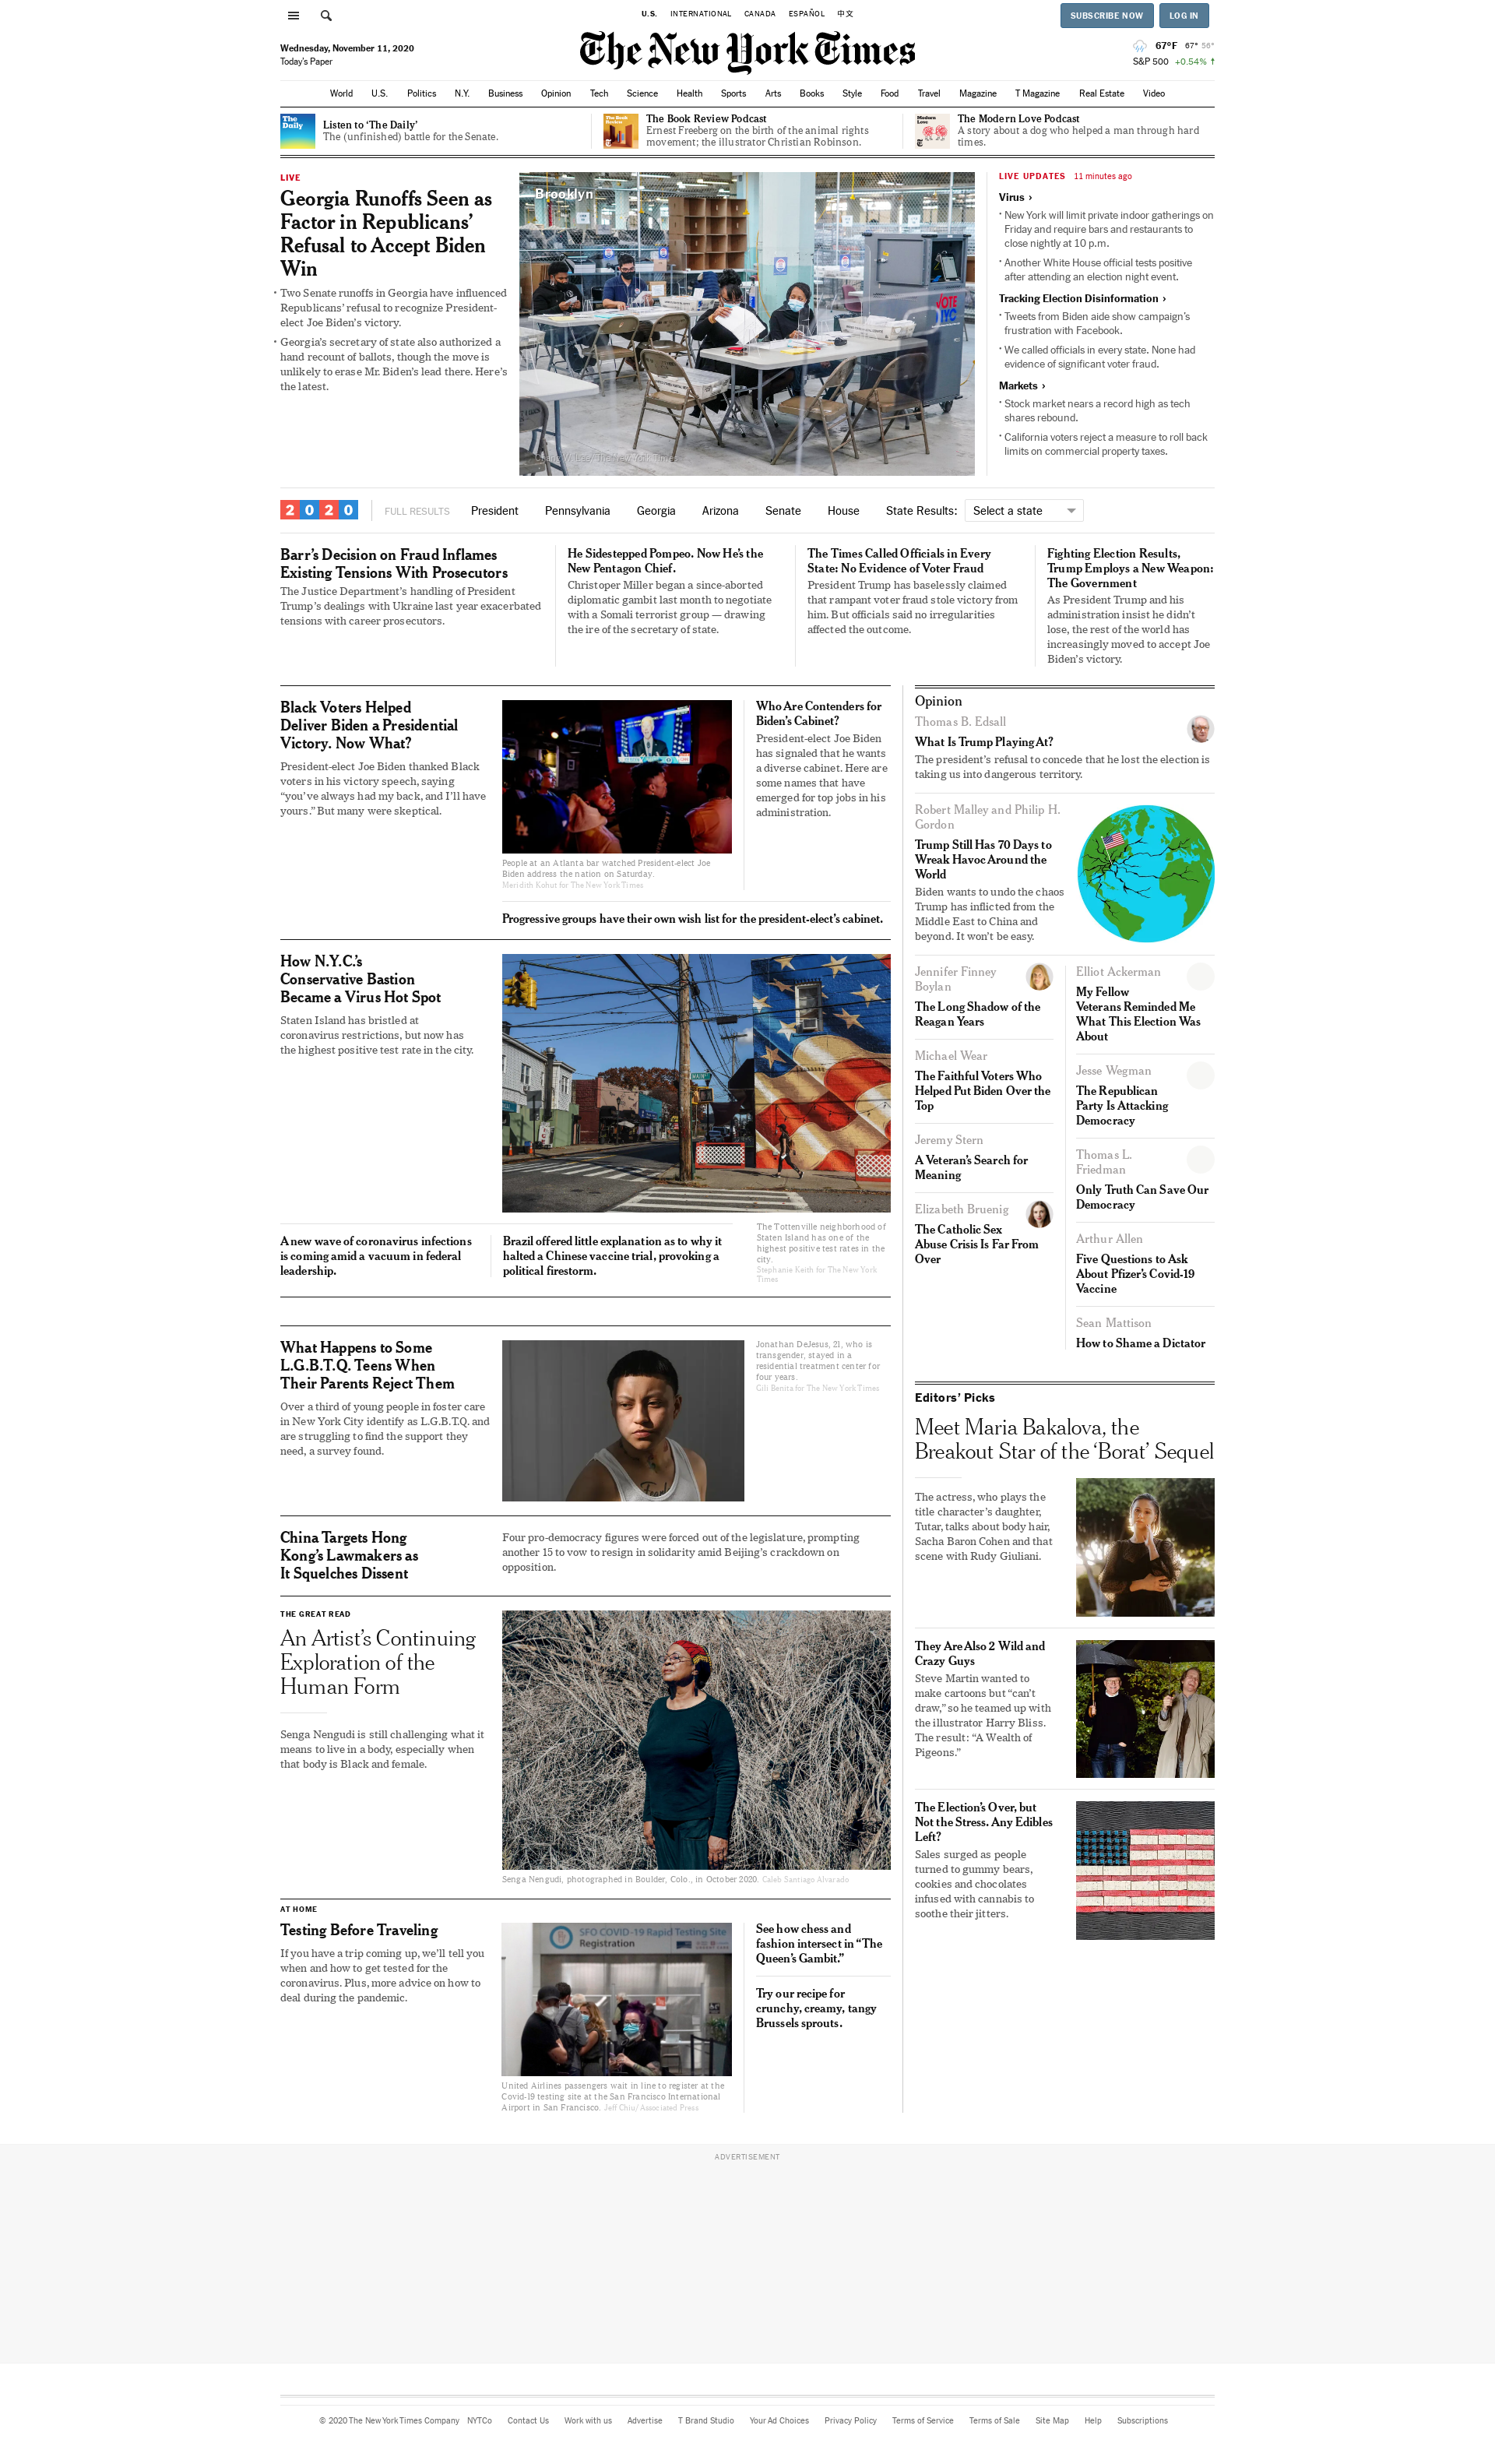 U.S. INTERNATIONAL CANADA ESPAÑOL 中文
SUBSCRIBE NOW LOG IN
Wednesday, November 11, 2020
Today's Paper
The New York Times
67°F 67° 56°
S&P 500 +0.54% ↑
World U.S. Politics N.Y. Business Opinion Tech Science Health Sports Arts Books Style Food Travel Magazine T Magazine Real Estate Video
The
Daily
Listen to ‘The Daily’
The (unfinished) battle for the Senate.
The Book
Review
The Book Review Podcast
Ernest Freeberg on the birth of the animal rights
movement; the illustrator Christian Robinson.
Modern
Love
The Modern Love Podcast
A story about a dog who helped a man through hard
times.
LIVE
Georgia Runoffs Seen as
Factor in Republicans’
Refusal to Accept Biden
Win
• Two Senate runoffs in Georgia have influenced
Republicans’ refusal to recognize President-
elect Joe Biden’s victory.
• Georgia’s secretary of state also authorized a
hand recount of ballots, though the move is
unlikely to erase Mr. Biden’s lead there. Here’s
the latest.
Brooklyn
VOTE
NYC
LIVE UPDATES 11 minutes ago
Virus ›
• New York will limit private indoor gatherings on
Friday and require bars and restaurants to
close nightly at 10 p.m.
• Another White House official tests positive
after attending an election night event.
Tracking Election Disinformation ›
• Tweets from Biden aide show campaign’s
frustration with Facebook.
• We called officials in every state. None had
evidence of significant voter fraud.
Markets ›
• Stock market nears a record high as tech
shares rebound.
• California voters reject a measure to roll back
limits on commercial property taxes.
2020 FULL RESULTS President Pennsylvania Georgia Arizona Senate House State Results: Select a state
Barr’s Decision on Fraud Inflames
Existing Tensions With Prosecutors
The Justice Department’s handling of President
Trump’s dealings with Ukraine last year exacerbated
tensions with career prosecutors.
He Sidestepped Pompeo. Now He’s the
New Pentagon Chief.
Christoper Miller began a since-aborted
diplomatic gambit last month to negotiate
with a Somali terrorist group — drawing
the ire of the secretary of state.
The Times Called Officials in Every
State: No Evidence of Voter Fraud
President Trump has baselessly claimed
that rampant voter fraud stole victory from
him. But officials said no irregularities
affected the outcome.
Fighting Election Results,
Trump Employs a New Weapon:
The Government
As President Trump and his
administration insist he didn’t
lose, the rest of the world has
increasingly moved to accept Joe
Biden’s victory.
Black Voters Helped
Deliver Biden a Presidential
Victory. Now What?
President-elect Joe Biden thanked Black
voters in his victory speech, saying
“you’ve always had my back, and I’ll have
yours.” But many were skeptical.
People at an Atlanta bar watched President-elect Joe
Biden address the nation on Saturday.
Meridith Kohut for The New York Times
Who Are Contenders for
Biden’s Cabinet?
President-elect Joe Biden
has signaled that he wants
a diverse cabinet. Here are
some names that have
emerged for top jobs in his
administration.
Progressive groups have their own wish list for the president-elect’s cabinet.
How N.Y.C.’s
Conservative Bastion
Became a Virus Hot Spot
Staten Island has bristled at
coronavirus restrictions, but now has
the highest positive test rate in the city.
A new wave of coronavirus infections
is coming amid a vacuum in federal
leadership.
Brazil offered little explanation as to why it
halted a Chinese vaccine trial, provoking a
political firestorm.
The Tottenville neighborhood of
Staten Island has one of the
highest positive test rates in the
city.
Stephanie Keith for The New York
Times
What Happens to Some
L.G.B.T.Q. Teens When
Their Parents Reject Them
Over a third of young people in foster care
in New York City identify as L.G.B.T.Q. and
are struggling to find the support they
need, a survey found.
Jonathan DeJesus, 21, who is
transgender, stayed in a
residential treatment center for
four years.
Gili Benita for The New York Times
China Targets Hong
Kong’s Lawmakers as
It Squelches Dissent
Four pro-democracy figures were forced out of the legislature, prompting
another 15 to vow to resign in solidarity amid Beijing’s crackdown on
opposition.
THE GREAT READ
An Artist’s Continuing
Exploration of the
Human Form
Senga Nengudi is still challenging what it
means to live in a body, especially when
that body is Black and female.
Senga Nengudi, photographed in Boulder, Colo., in October 2020. Caleb Santiago Alvarado
AT HOME
Testing Before Traveling
If you have a trip coming up, we’ll tell you
when and how to get tested for the
coronavirus. Plus, more advice on how to
deal during the pandemic.
SFO COVID-19 Rapid Testing Site
Registration
United Airlines passengers wait in line to register at the
Covid-19 testing site at the San Francisco International
Airport in San Francisco. Jeff Chiu/Associated Press
See how chess and
fashion intersect in “The
Queen’s Gambit.”
Try our recipe for
crunchy, creamy, tangy
Brussels sprouts.
Opinion
Thomas B. Edsall
What Is Trump Playing At?
The president’s refusal to concede that he lost the election is
taking us into dangerous territory.
Robert Malley and Philip H.
Gordon
Trump Still Has 70 Days to
Wreak Havoc Around the
World
Biden wants to undo the chaos
Trump has inflicted from the
Middle East to China and
beyond. It won’t be easy.
Jennifer Finney
Boylan
The Long Shadow of the
Reagan Years
Michael Wear
The Faithful Voters Who
Helped Put Biden Over the
Top
Jeremy Stern
A Veteran’s Search for
Meaning
Elizabeth Bruenig
The Catholic Sex
Abuse Crisis Is Far From
Over
Elliot Ackerman
My Fellow
Veterans Reminded Me
What This Election Was
About
Jesse Wegman
The Republican
Party Is Attacking
Democracy
Thomas L.
Friedman
Only Truth Can Save Our
Democracy
Arthur Allen
Five Questions to Ask
About Pfizer’s Covid-19
Vaccine
Sean Mattison
How to Shame a Dictator
Editors’ Picks
Meet Maria Bakalova, the
Breakout Star of the ‘Borat’ Sequel
The actress, who plays the
title character’s daughter,
Tutar, talks about body hair,
Sacha Baron Cohen and that
scene with Rudy Giuliani.
They Are Also 2 Wild and
Crazy Guys
Steve Martin wanted to
make cartoons but “can’t
draw,” so he teamed up with
the illustrator Harry Bliss.
The result: “A Wealth of
Pigeons.”
The Election’s Over, but
Not the Stress. Any Edibles
Left?
Sales surged as people
turned to gummy bears,
cookies and chocolates
infused with cannabis to
soothe their jitters.
ADVERTISEMENT
© 2020 The New York Times Company NYTCo Contact Us Work with us Advertise T Brand Studio Your Ad Choices Privacy Policy Terms of Service Terms of Sale Site Map Help Subscriptions